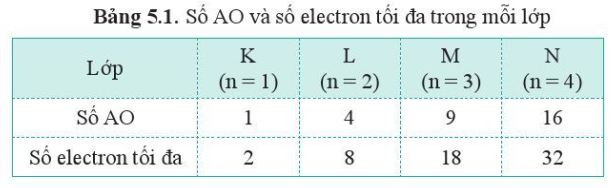 Bảng 5.1. Số AO và số electron tối đa trong mỗi lớp
Lớp K (n = 1) L (n = 2) M (n = 3) N (n = 4)
Số AO 1 4 9 16
Số electron tối đa 2 8 18 32